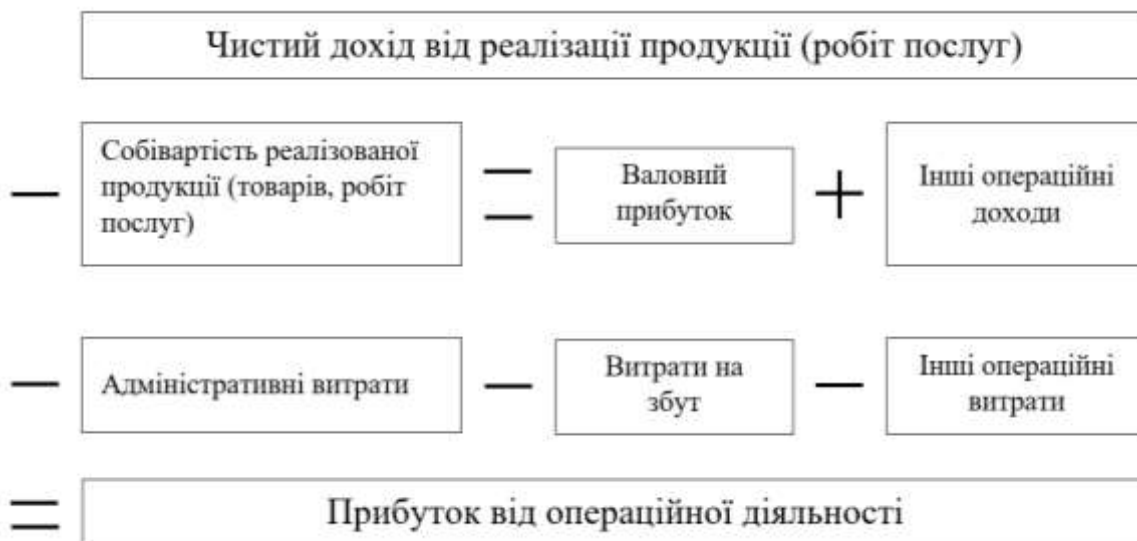 Чистий дохід від реалізації продукції (робіт послуг)
Собівартість реалізованої
продукції (товарів, робіт
послуг)
Валовий
прибуток
Інші операційні
доходи
Адміністративні витрати
Витрати на
збут
Інші операційні
витрати
Прибуток від операційної діяльності